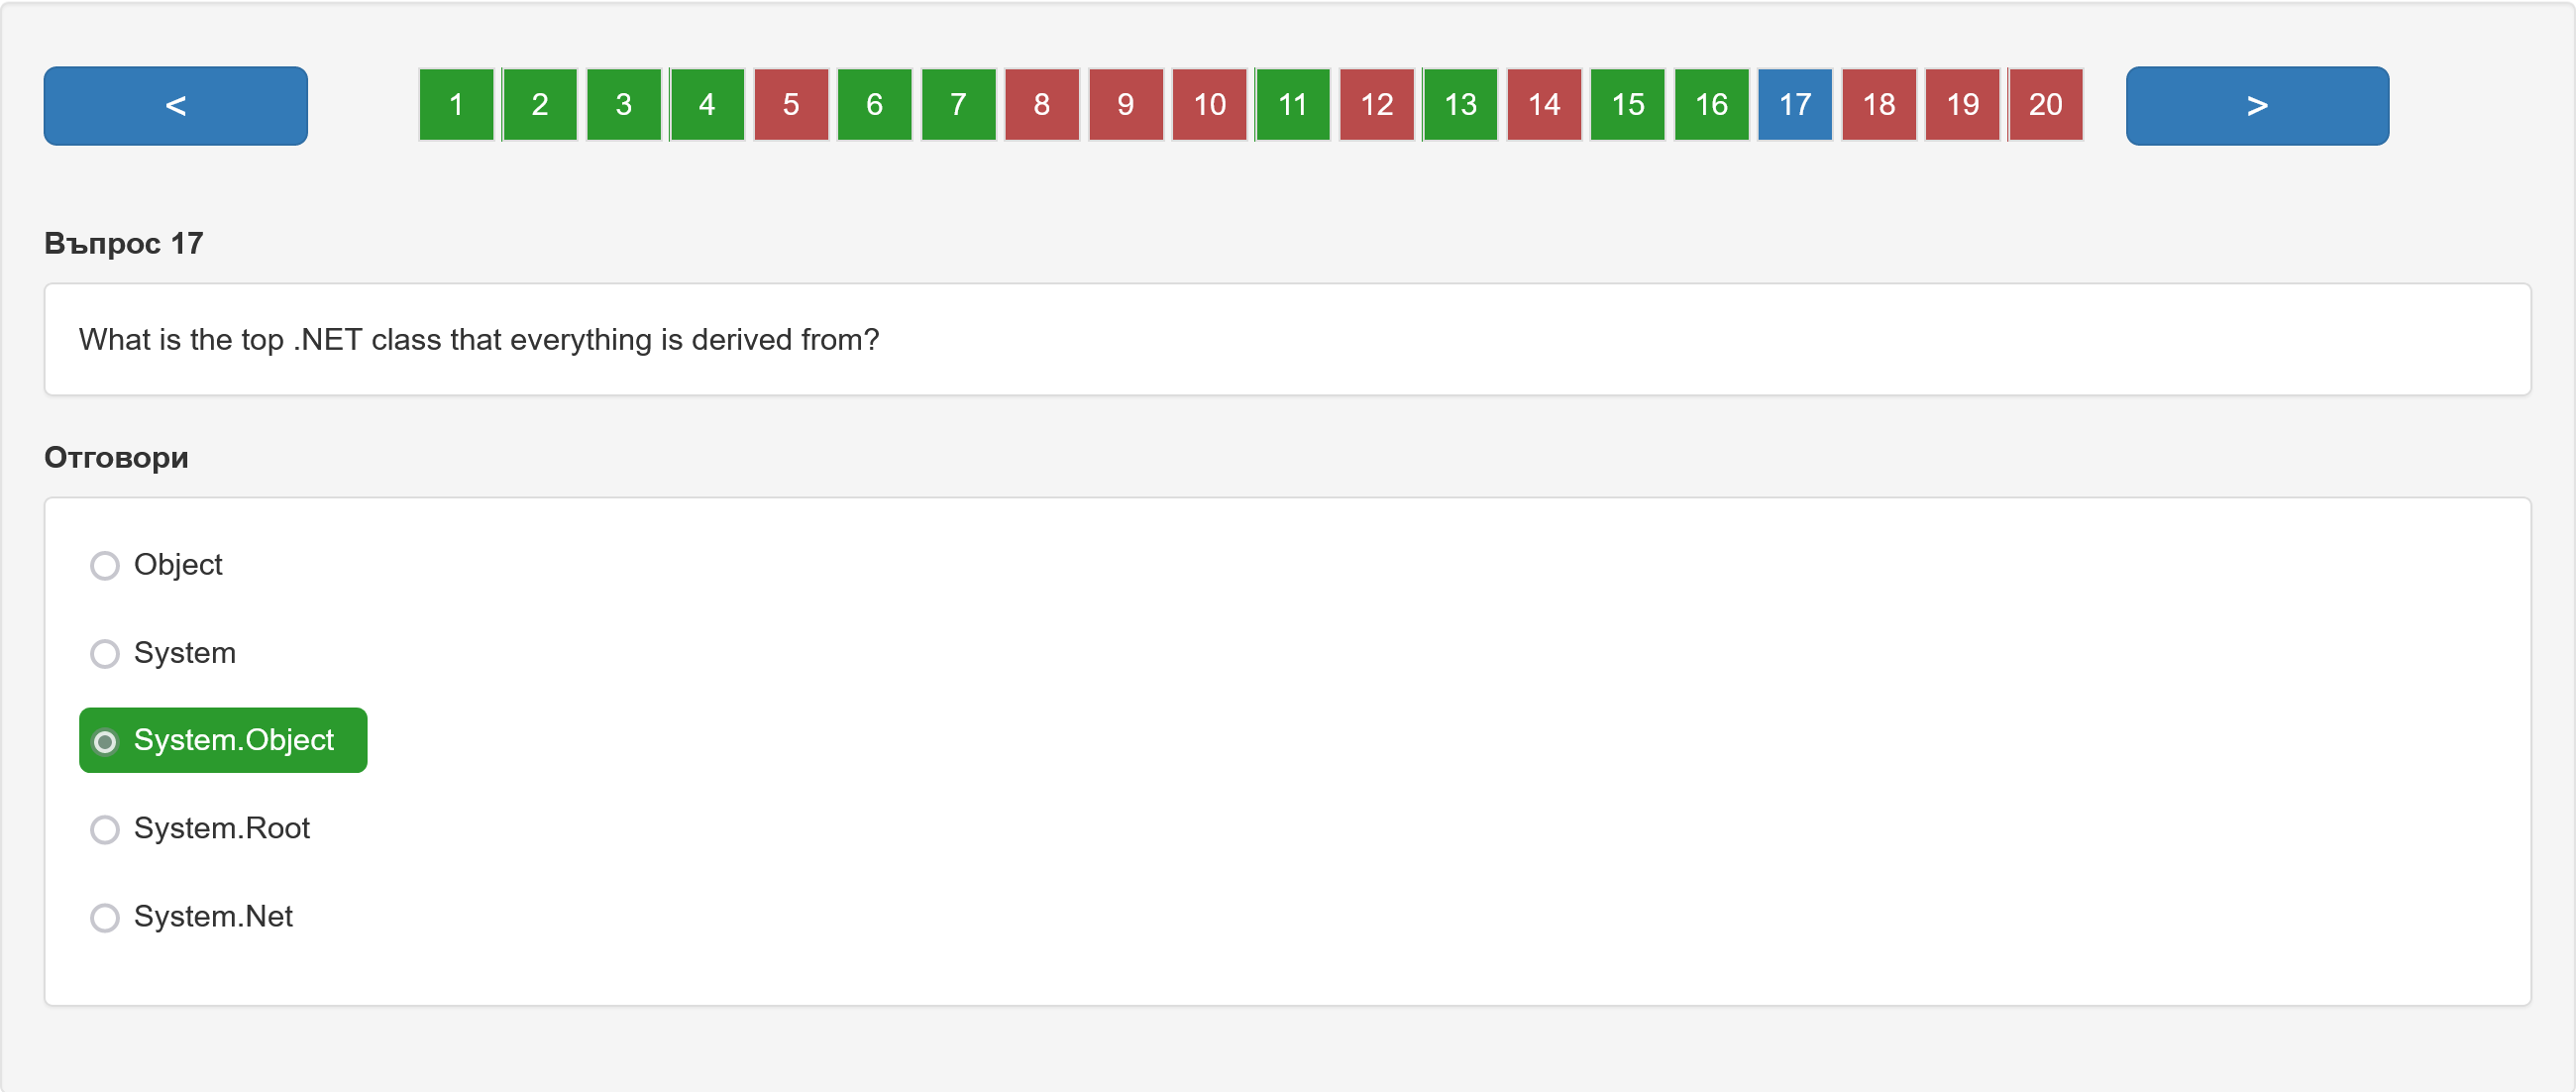 < 1 2 3 4 5 6 7 8 9 10 11 12 13 14 15 16 17 18 19 20 >
Въпрос 17
What is the top .NET class that everything is derived from?
Отговори
Object
System
System.Object
System.Root
System.Net